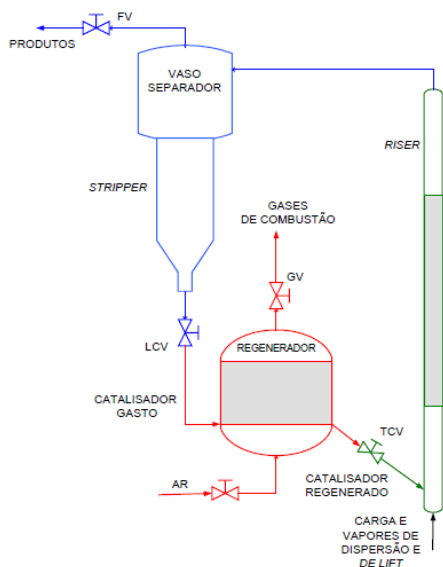 FV
PRODUTOS
VASO
SEPARADOR
RISER
STRIPPER
GASES
DE COMBUSTÃO
GV
LCV
REGENERADOR
CATALISADOR
GASTO
TCV
AR
CATALISADOR
REGENERADO
CARGA E
VAPORES DE
DISPERSÃO E
DE LIFT